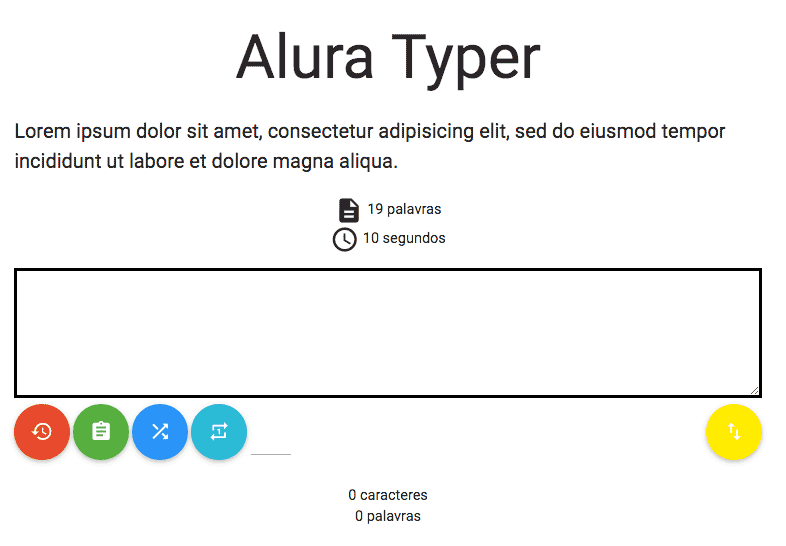 Alura Typer
Lorem ipsum dolor sit amet, consectetur adipisicing elit, sed do eiusmod tempor
incididunt ut labore et dolore magna aliqua.
19 palavras
10 segundos
1
0 caracteres
0 palavras